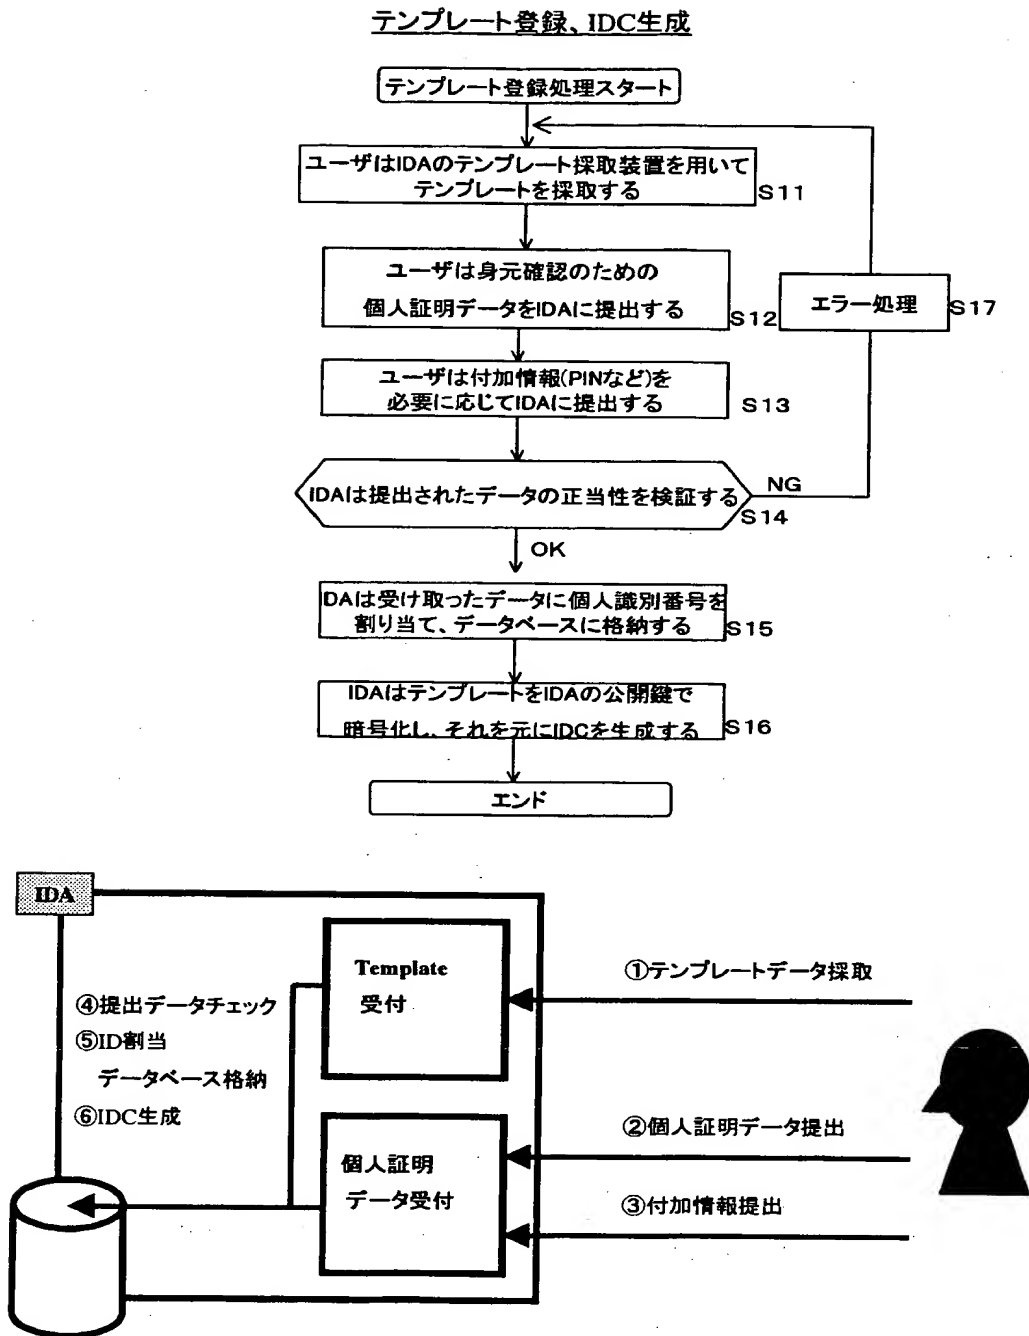 テンプレート登録、IDC生成
テンプレート登録処理スタート
ユーザはIDAのテンプレート採取装置を用いて
テンプレートを採取する
S11
ユーザは身元確認のための
個人証明データをIDAに提出する
S12
エラー処理
S17
ユーザは付加情報(PINなど)を
必要に応じてIDAに提出する
S13
IDAは提出されたデータの正当性を検証する
NG
S14
OK
IDAは受け取ったデータに個人識別番号を
割り当て、データベースに格納する
S15
IDAはテンプレートをIDAの公開鍵で
暗号化し、それを元にIDCを生成する
S16
エンド
IDA
Template
受付
①テンプレートデータ採取
④提出データチェック
⑤ID割当
データベース格納
⑥IDC生成
個人証明
データ受付
②個人証明データ提出
③付加情報提出